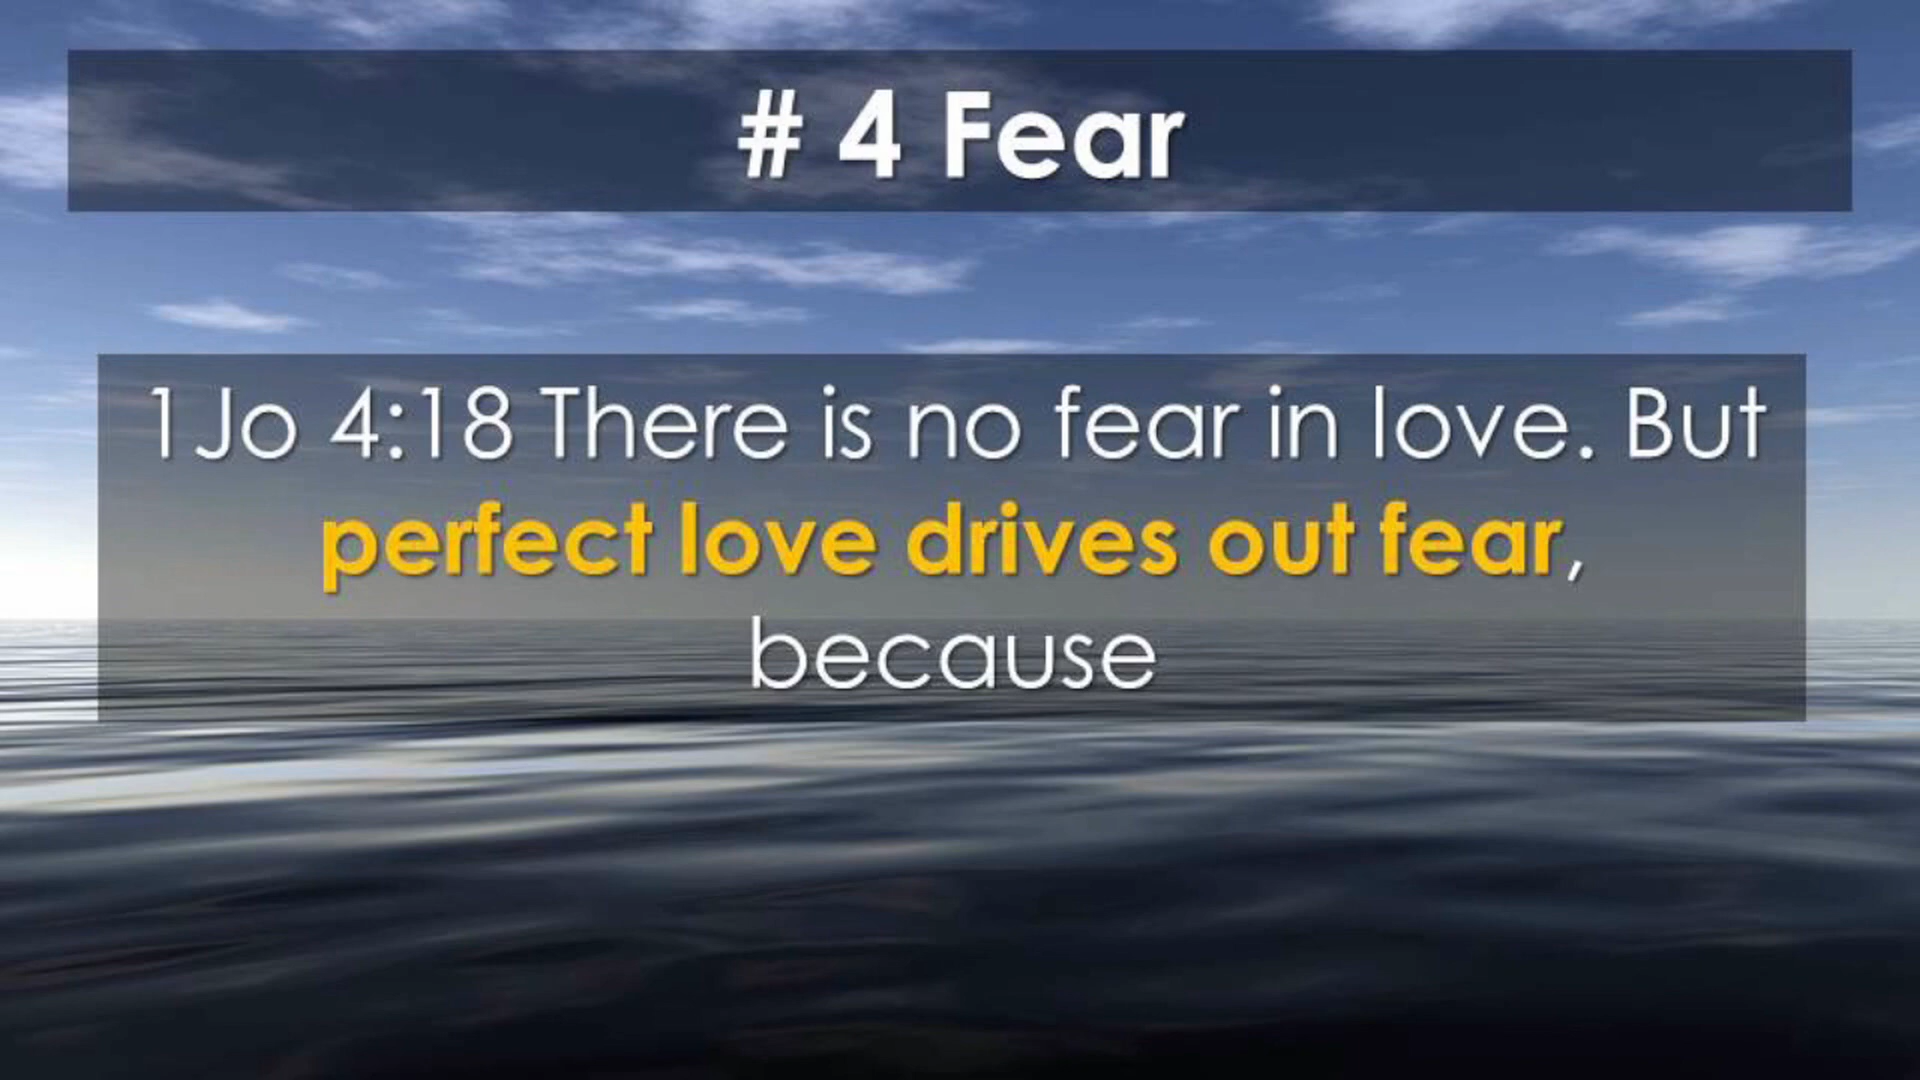 # 4 Fear
1Jo 4:18 There is no fear in love. But
perfect love drives out fear,
because